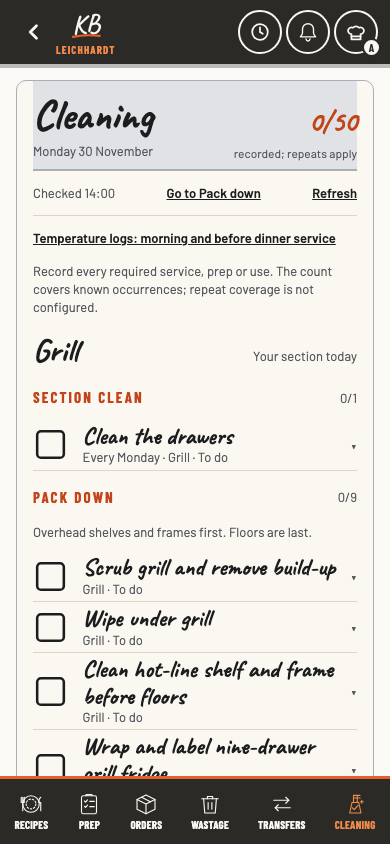 KB
LEICHHARDT
A
Cleaning
0/50
Monday 30 November
recorded; repeats apply
Checked 14:00
Go to Pack down
Refresh
Temperature logs: morning and before dinner service
Record every required service, prep or use. The count
covers known occurrences; repeat coverage is not
configured.
Grill
Your section today
SECTION CLEAN
0/1
Clean the drawers
Every Monday · Grill · To do
PACK DOWN
0/9
Overhead shelves and frames first. Floors are last.
Scrub grill and remove build-up
Grill · To do
Wipe under grill
Grill · To do
Clean hot-line shelf and frame
before floors
Grill · To do
Wrap and label nine-drawer
grill fridge
RECIPES
PREP
ORDERS
WASTAGE
TRANSFERS
CLEANING